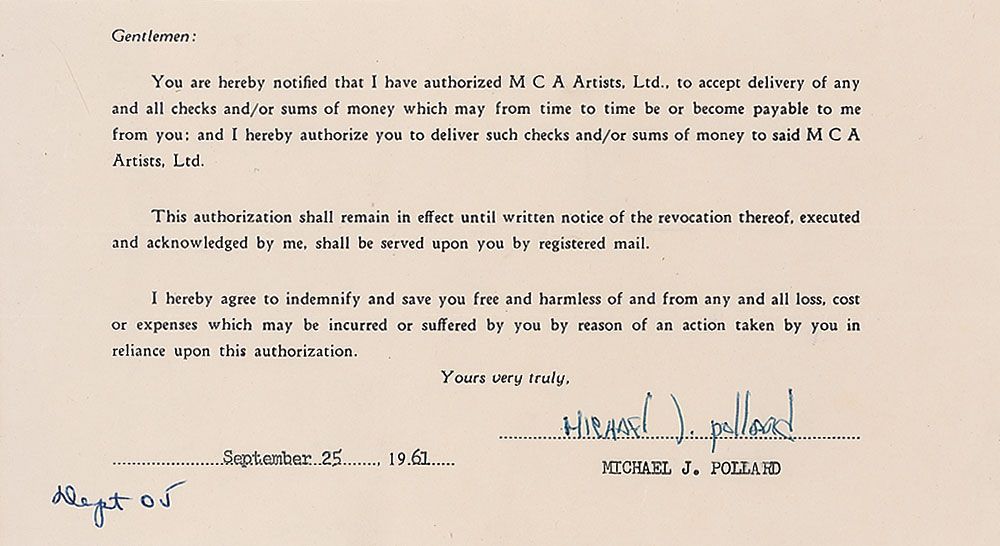 Gentlemen:
You are hereby notified that I have authorized M C A Artists, Ltd., to accept delivery of any
and all checks and/or sums of money which may from time to time be or become payable to me
from you; and I hereby authorize you to deliver such checks and/or sums of money to said M C A
Artists, Ltd.
This authorization shall remain in effect until written notice of the revocation thereof, executed
and acknowledged by me, shall be served upon you by registered mail.
I hereby agree to indemnify and save you free and harmless of and from any and all loss, cost
or expenses which may be incurred or suffered by you by reason of an action taken by you in
reliance upon this authorization.
Yours very truly,
MICHAEl J. pollard
September 25, 1961
MICHAEL J. POLLARD
Dept 05